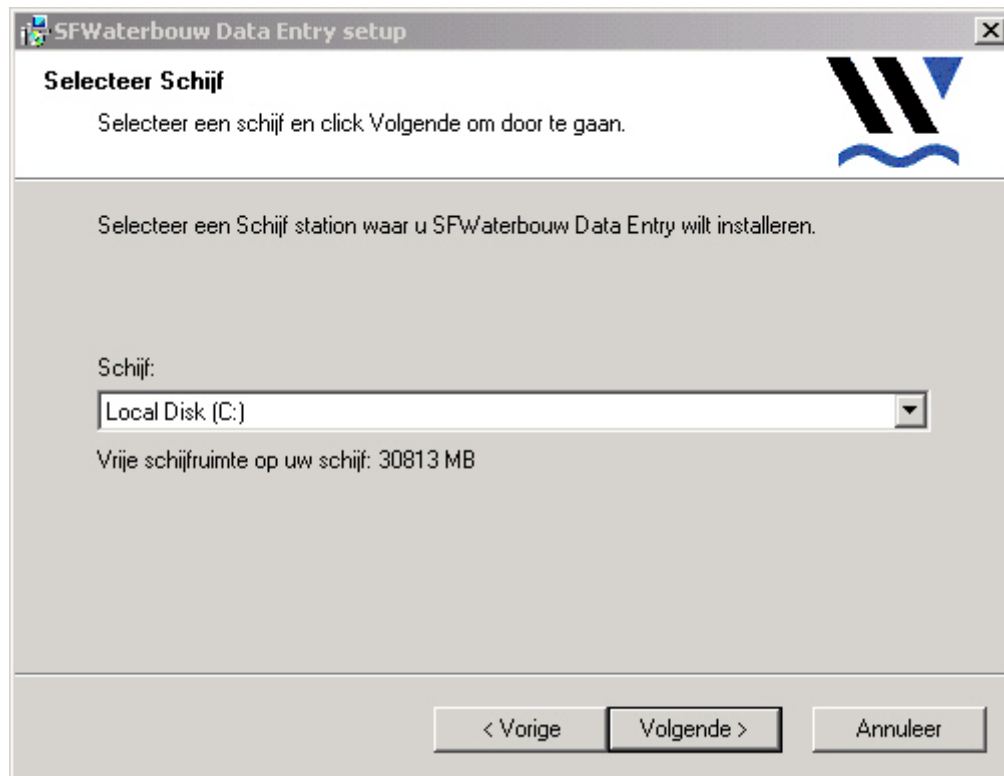 SFWaterbouw Data Entry setup
Selecteer Schijf
Selecteer een schijf en click Volgende om door te gaan.
Selecteer een Schijf station waar u SFWaterbouw Data Entry wilt installeren.
Schijf:
Local Disk (C:)
Vrije schijfruimte op uw schijf: 30813 MB
< Vorige Volgende > Annuleer